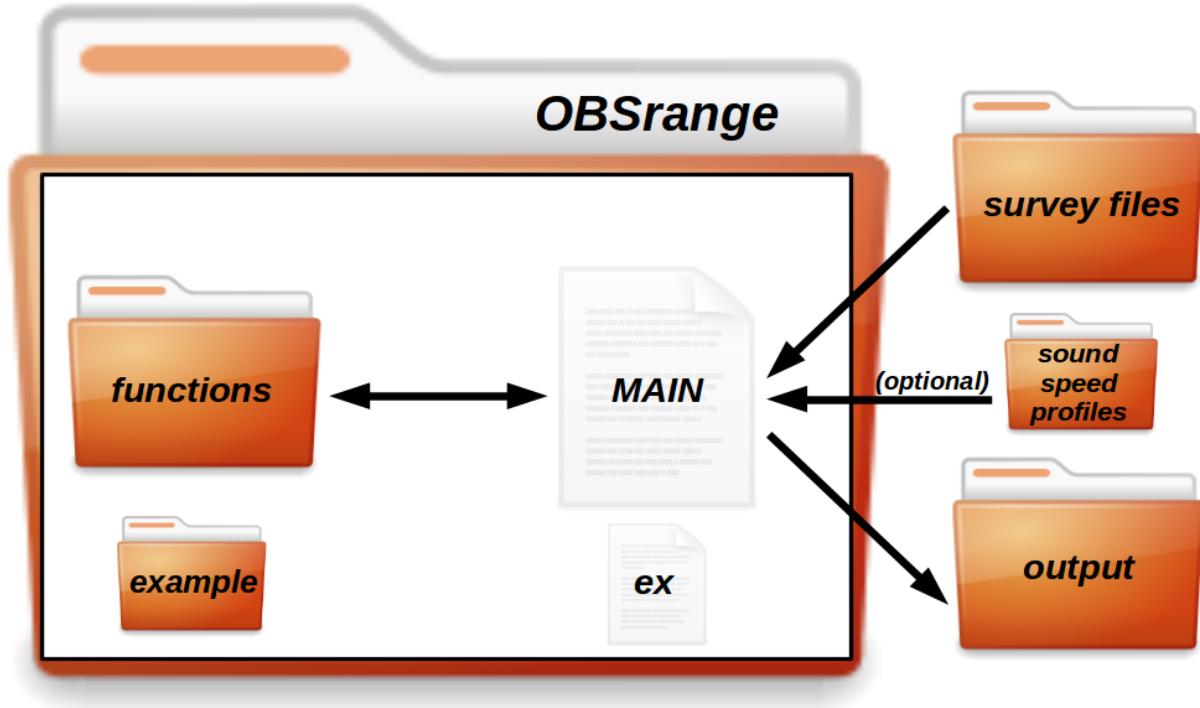 OBSrange
survey files
functions
MAIN
(optional)
sound
speed
profiles
example
ex
output